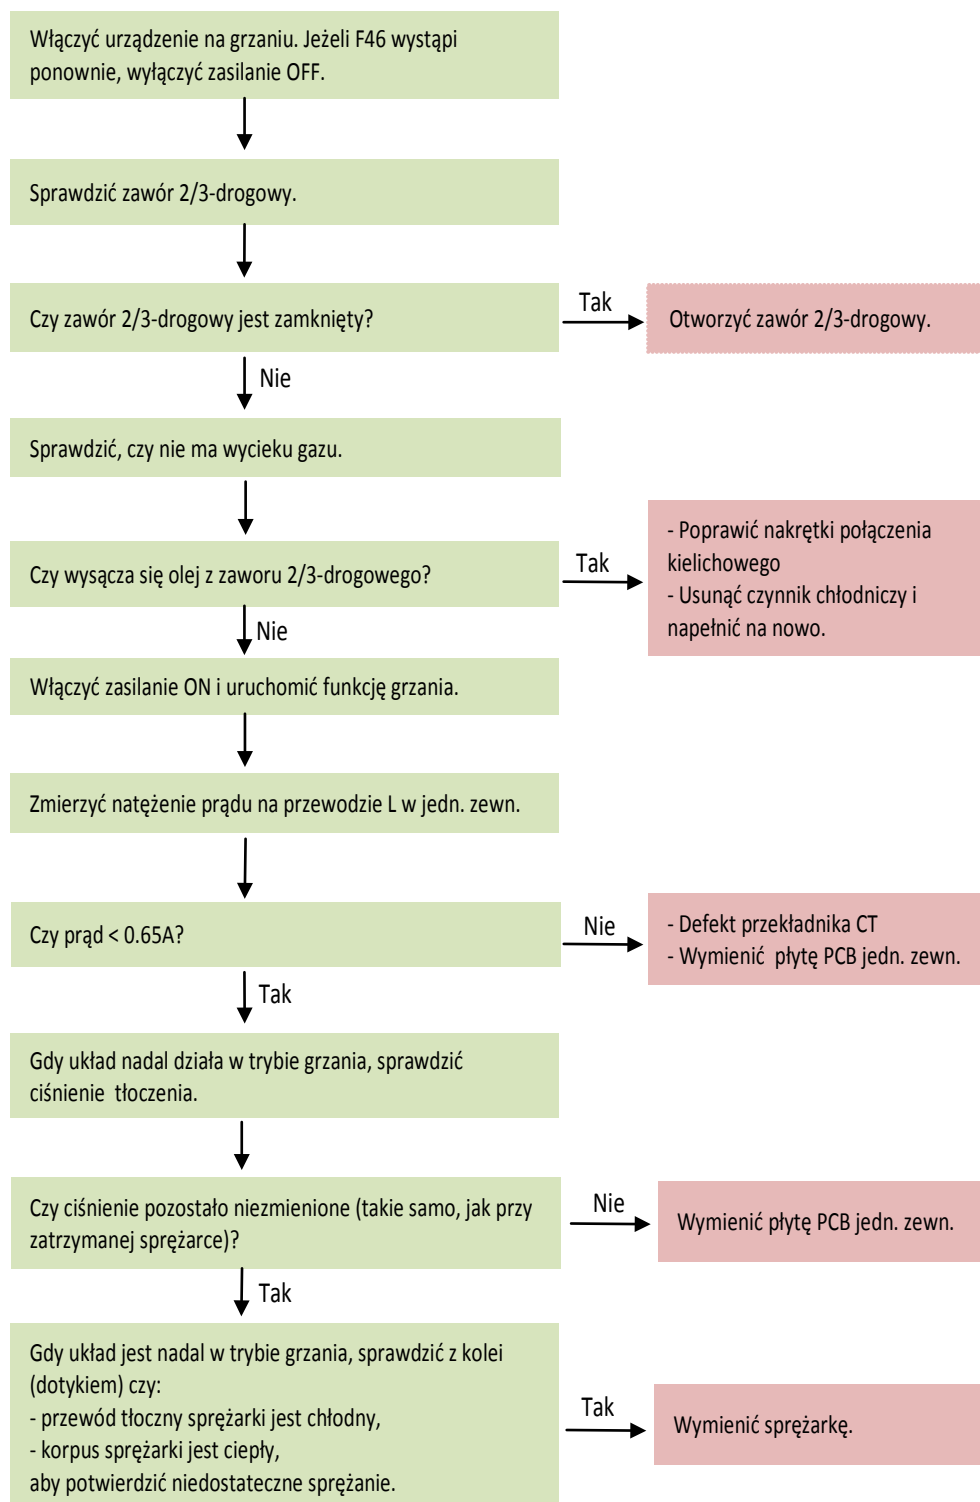 Włączyć urządzenie na grzaniu. Jeżeli F46 wystąpi
ponownie, wyłączyć zasilanie OFF.
Sprawdzić zawór 2/3-drogowy.
Czy zawór 2/3-drogowy jest zamknięty?
Tak
Otworzyć zawór 2/3-drogowy.
Nie
Sprawdzić, czy nie ma wycieku gazu.
Czy wysącza się olej z zaworu 2/3-drogowego?
Tak
- Poprawić nakrętki połączenia
kielichowego
- Usunąć czynnik chłodniczy i
napełnić na nowo.
Nie
Włączyć zasilanie ON i uruchomić funkcję grzania.
Zmierzyć natężenie prądu na przewodzie L w jedn. zewn.
Czy prąd < 0.65A?
Nie
- Defekt przekładnika CT
- Wymienić płytę PCB jedn. zewn.
Tak
Gdy układ nadal działa w trybie grzania, sprawdzić
ciśnienie tłoczenia.
Czy ciśnienie pozostało niezmienione (takie samo, jak przy
zatrzymanej sprężarce)?
Nie
Wymienić płytę PCB jedn. zewn.
Tak
Gdy układ jest nadal w trybie grzania, sprawdzić z kolei
(dotykiem) czy:
- przewód tłoczny sprężarki jest chłodny,
- korpus sprężarki jest ciepły,
aby potwierdzić niedostateczne sprężanie.
Tak
Wymienić sprężarkę.